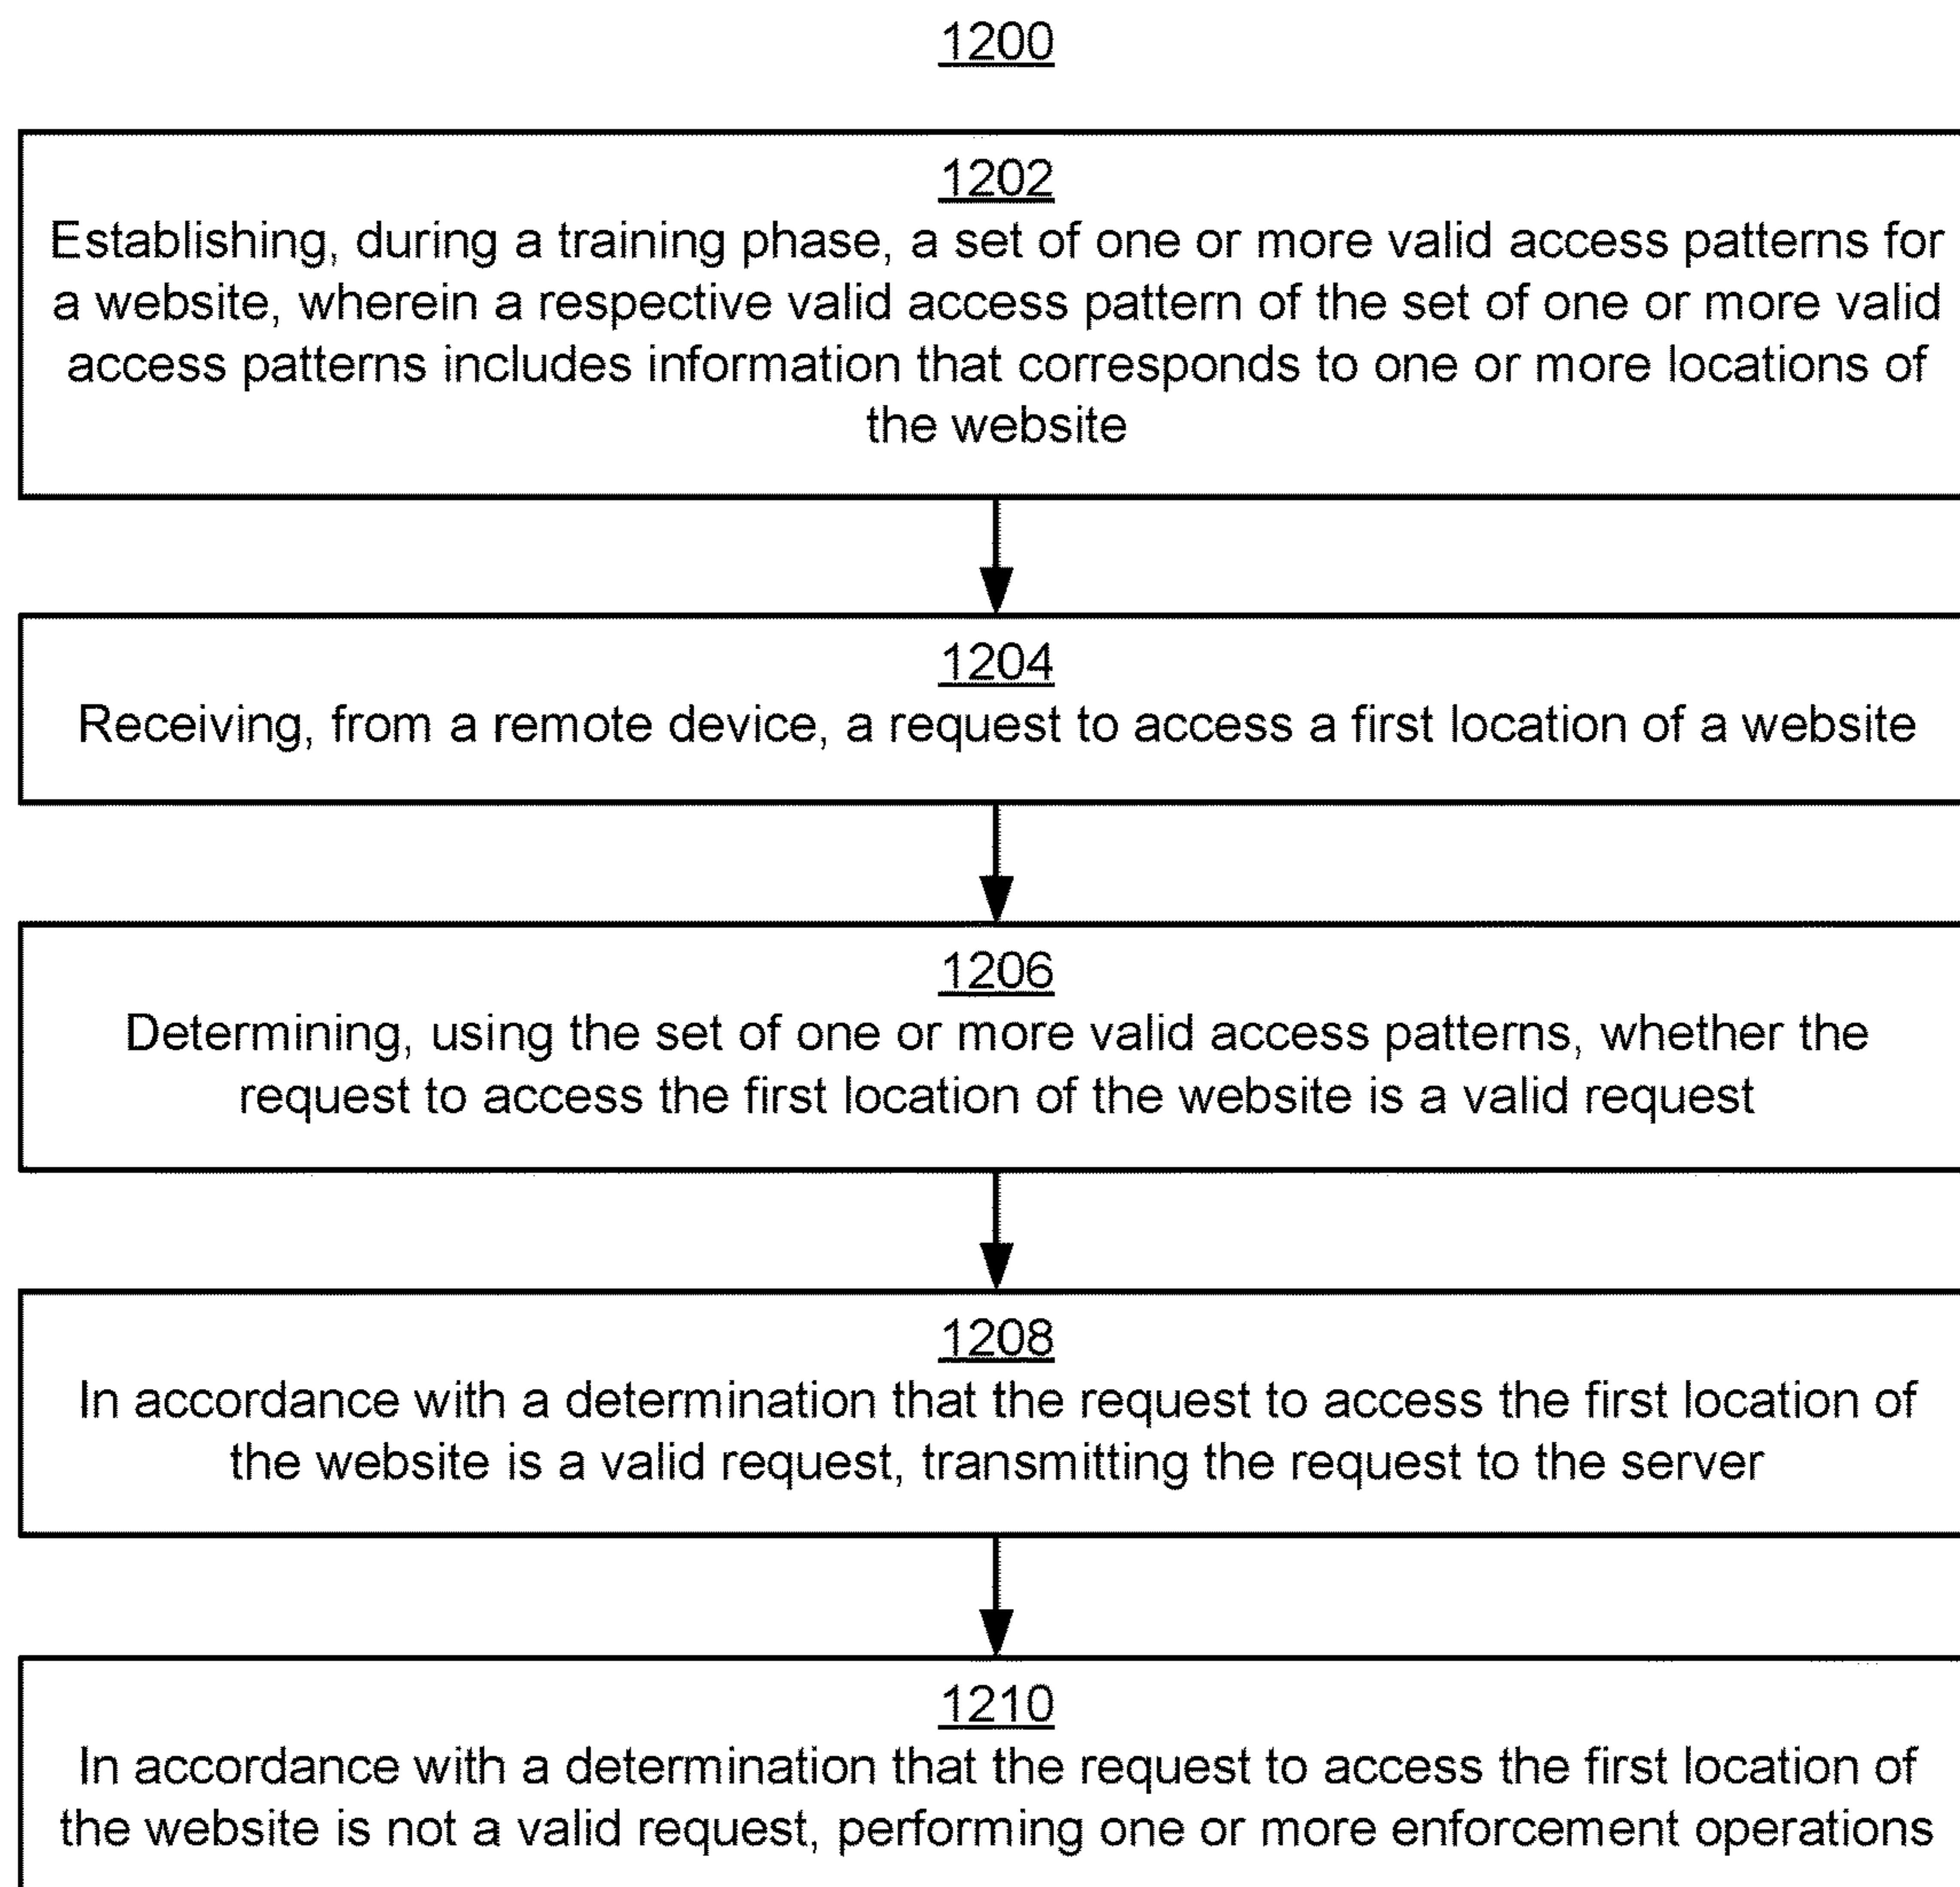 1200
1202
Establishing, during a training phase, a set of one or more valid access patterns for
a website, wherein a respective valid access pattern of the set of one or more valid
access patterns includes information that corresponds to one or more locations of
the website
1204
Receiving, from a remote device, a request to access a first location of a website
1206
Determining, using the set of one or more valid access patterns, whether the
request to access the first location of the website is a valid request
1208
In accordance with a determination that the request to access the first location of
the website is a valid request, transmitting the request to the server
1210
In accordance with a determination that the request to access the first location of
the website is not a valid request, performing one or more enforcement operations